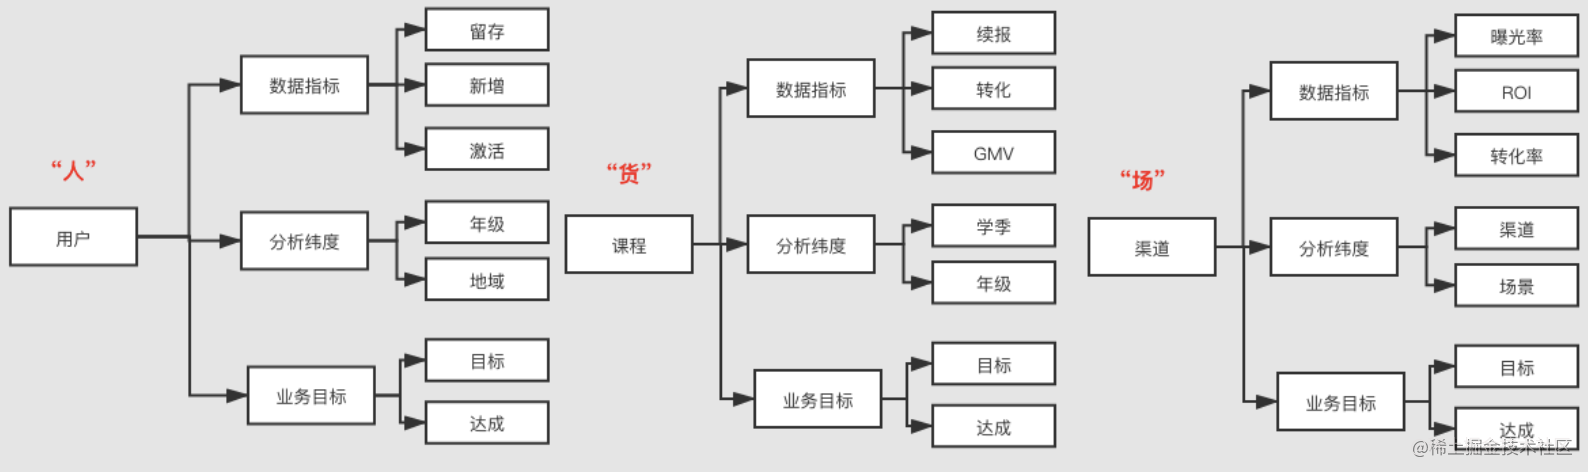 “人”
用户
数据指标
留存
新增
激活
分析纬度
年级
地域
业务目标
目标
达成
“货”
课程
数据指标
续报
转化
GMV
分析纬度
学季
年级
业务目标
目标
达成
“场”
渠道
数据指标
曝光率
ROI
转化率
分析纬度
渠道
场景
业务目标
目标
达成
@稀土掘金技术社区